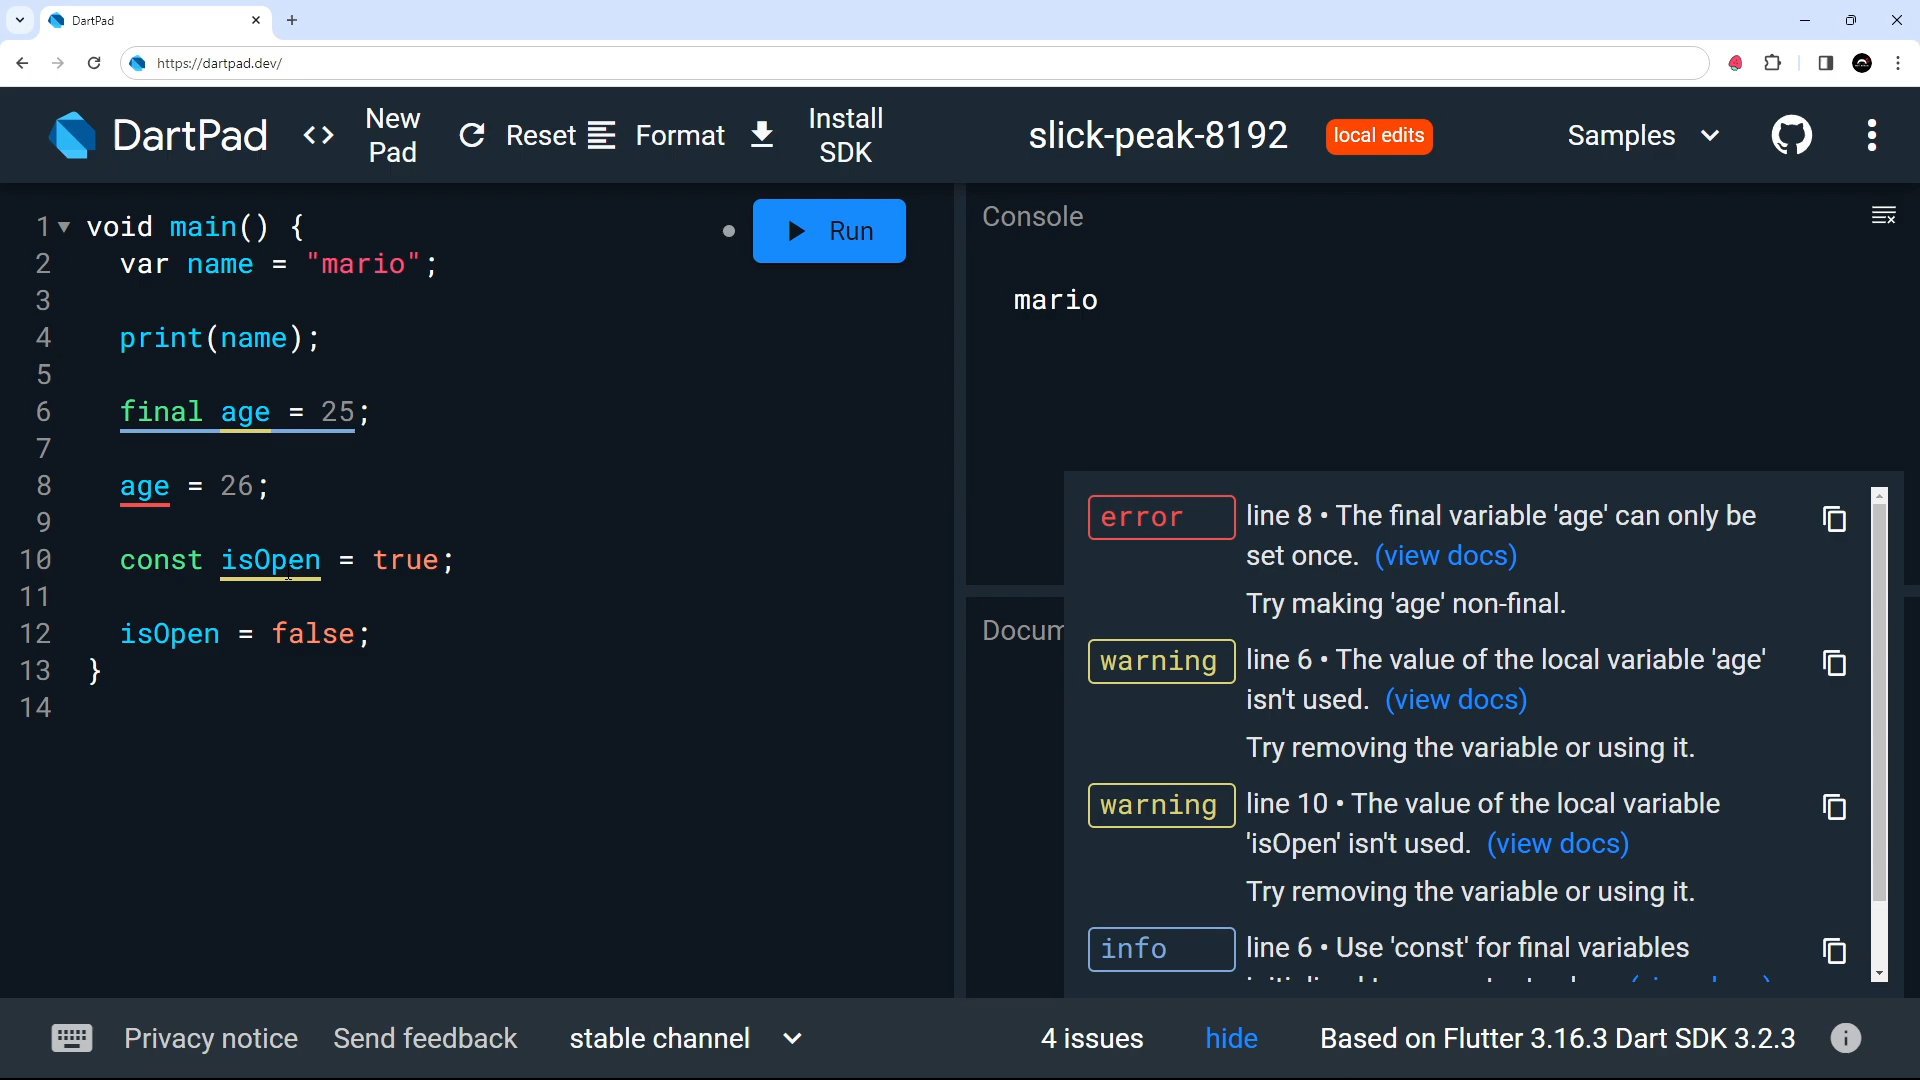 DartPad
https://dartpad.dev/
DartPad
New Pad
Reset
Format
Install SDK
slick-peak-8192
local edits
Samples
1 void main() {
2 var name = "mario";
3
4 print(name);
5
6 final age = 25;
7
8 age = 26;
9
10 const isOpen = true;
11
12 isOpen = false;
13 }
14
Run
Console
mario
Docum
error line 8 • The final variable 'age' can only be
set once. (view docs)
Try making 'age' non-final.
warning line 6 • The value of the local variable 'age'
isn't used. (view docs)
Try removing the variable or using it.
warning line 10 • The value of the local variable
'isOpen' isn't used. (view docs)
Try removing the variable or using it.
info line 6 • Use 'const' for final variables
Privacy notice
Send feedback
stable channel
4 issues
hide
Based on Flutter 3.16.3 Dart SDK 3.2.3